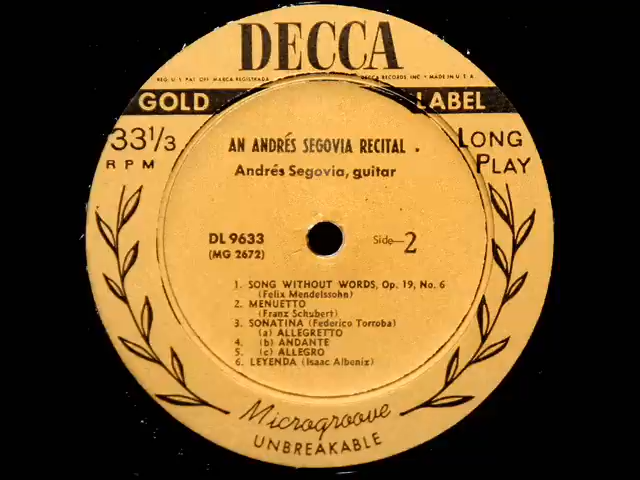 DECCA
REG. U.S. PAT. OFF. MARCA REGISTRADA DECCA RECORDS, INC. • MADE IN U.S.A.
GOLD LABEL
33 1/3 LONG
RPM PLAY
AN ANDRÉS SEGOVIA RECITAL .
Andrés Segovia, guitar
DL 9633 Side—2
(MG 2672)
1. SONG WITHOUT WORDS, Op. 19, No. 6
(Felix Mendelssohn)
2. MENUETTO
(Franz Schubert)
3. SONATINA (Federico Torroba)
(a) ALLEGRETTO
4. (b) ANDANTE
5. (c) ALLEGRO
6. LEYENDA (Isaac Albeniz)
Microgroove
UNBREAKABLE